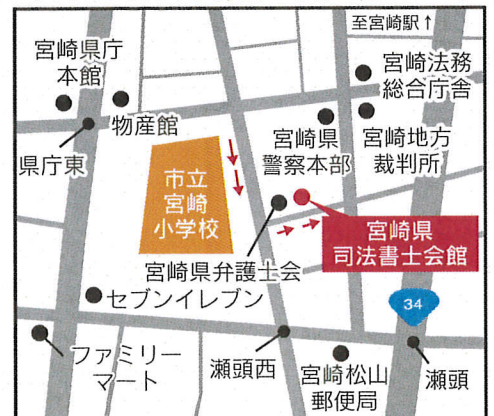 至宮崎駅↑
宮崎県庁
本館
宮崎法務
総合庁舎
物産館
県庁東
宮崎県
警察本部
宮崎地方
裁判所
市立
宮崎
小学校
宮崎県
司法書士会館
宮崎県弁護士会
セブンイレブン
34
ファミリー
マート
瀬頭西
宮崎松山
郵便局
瀬頭